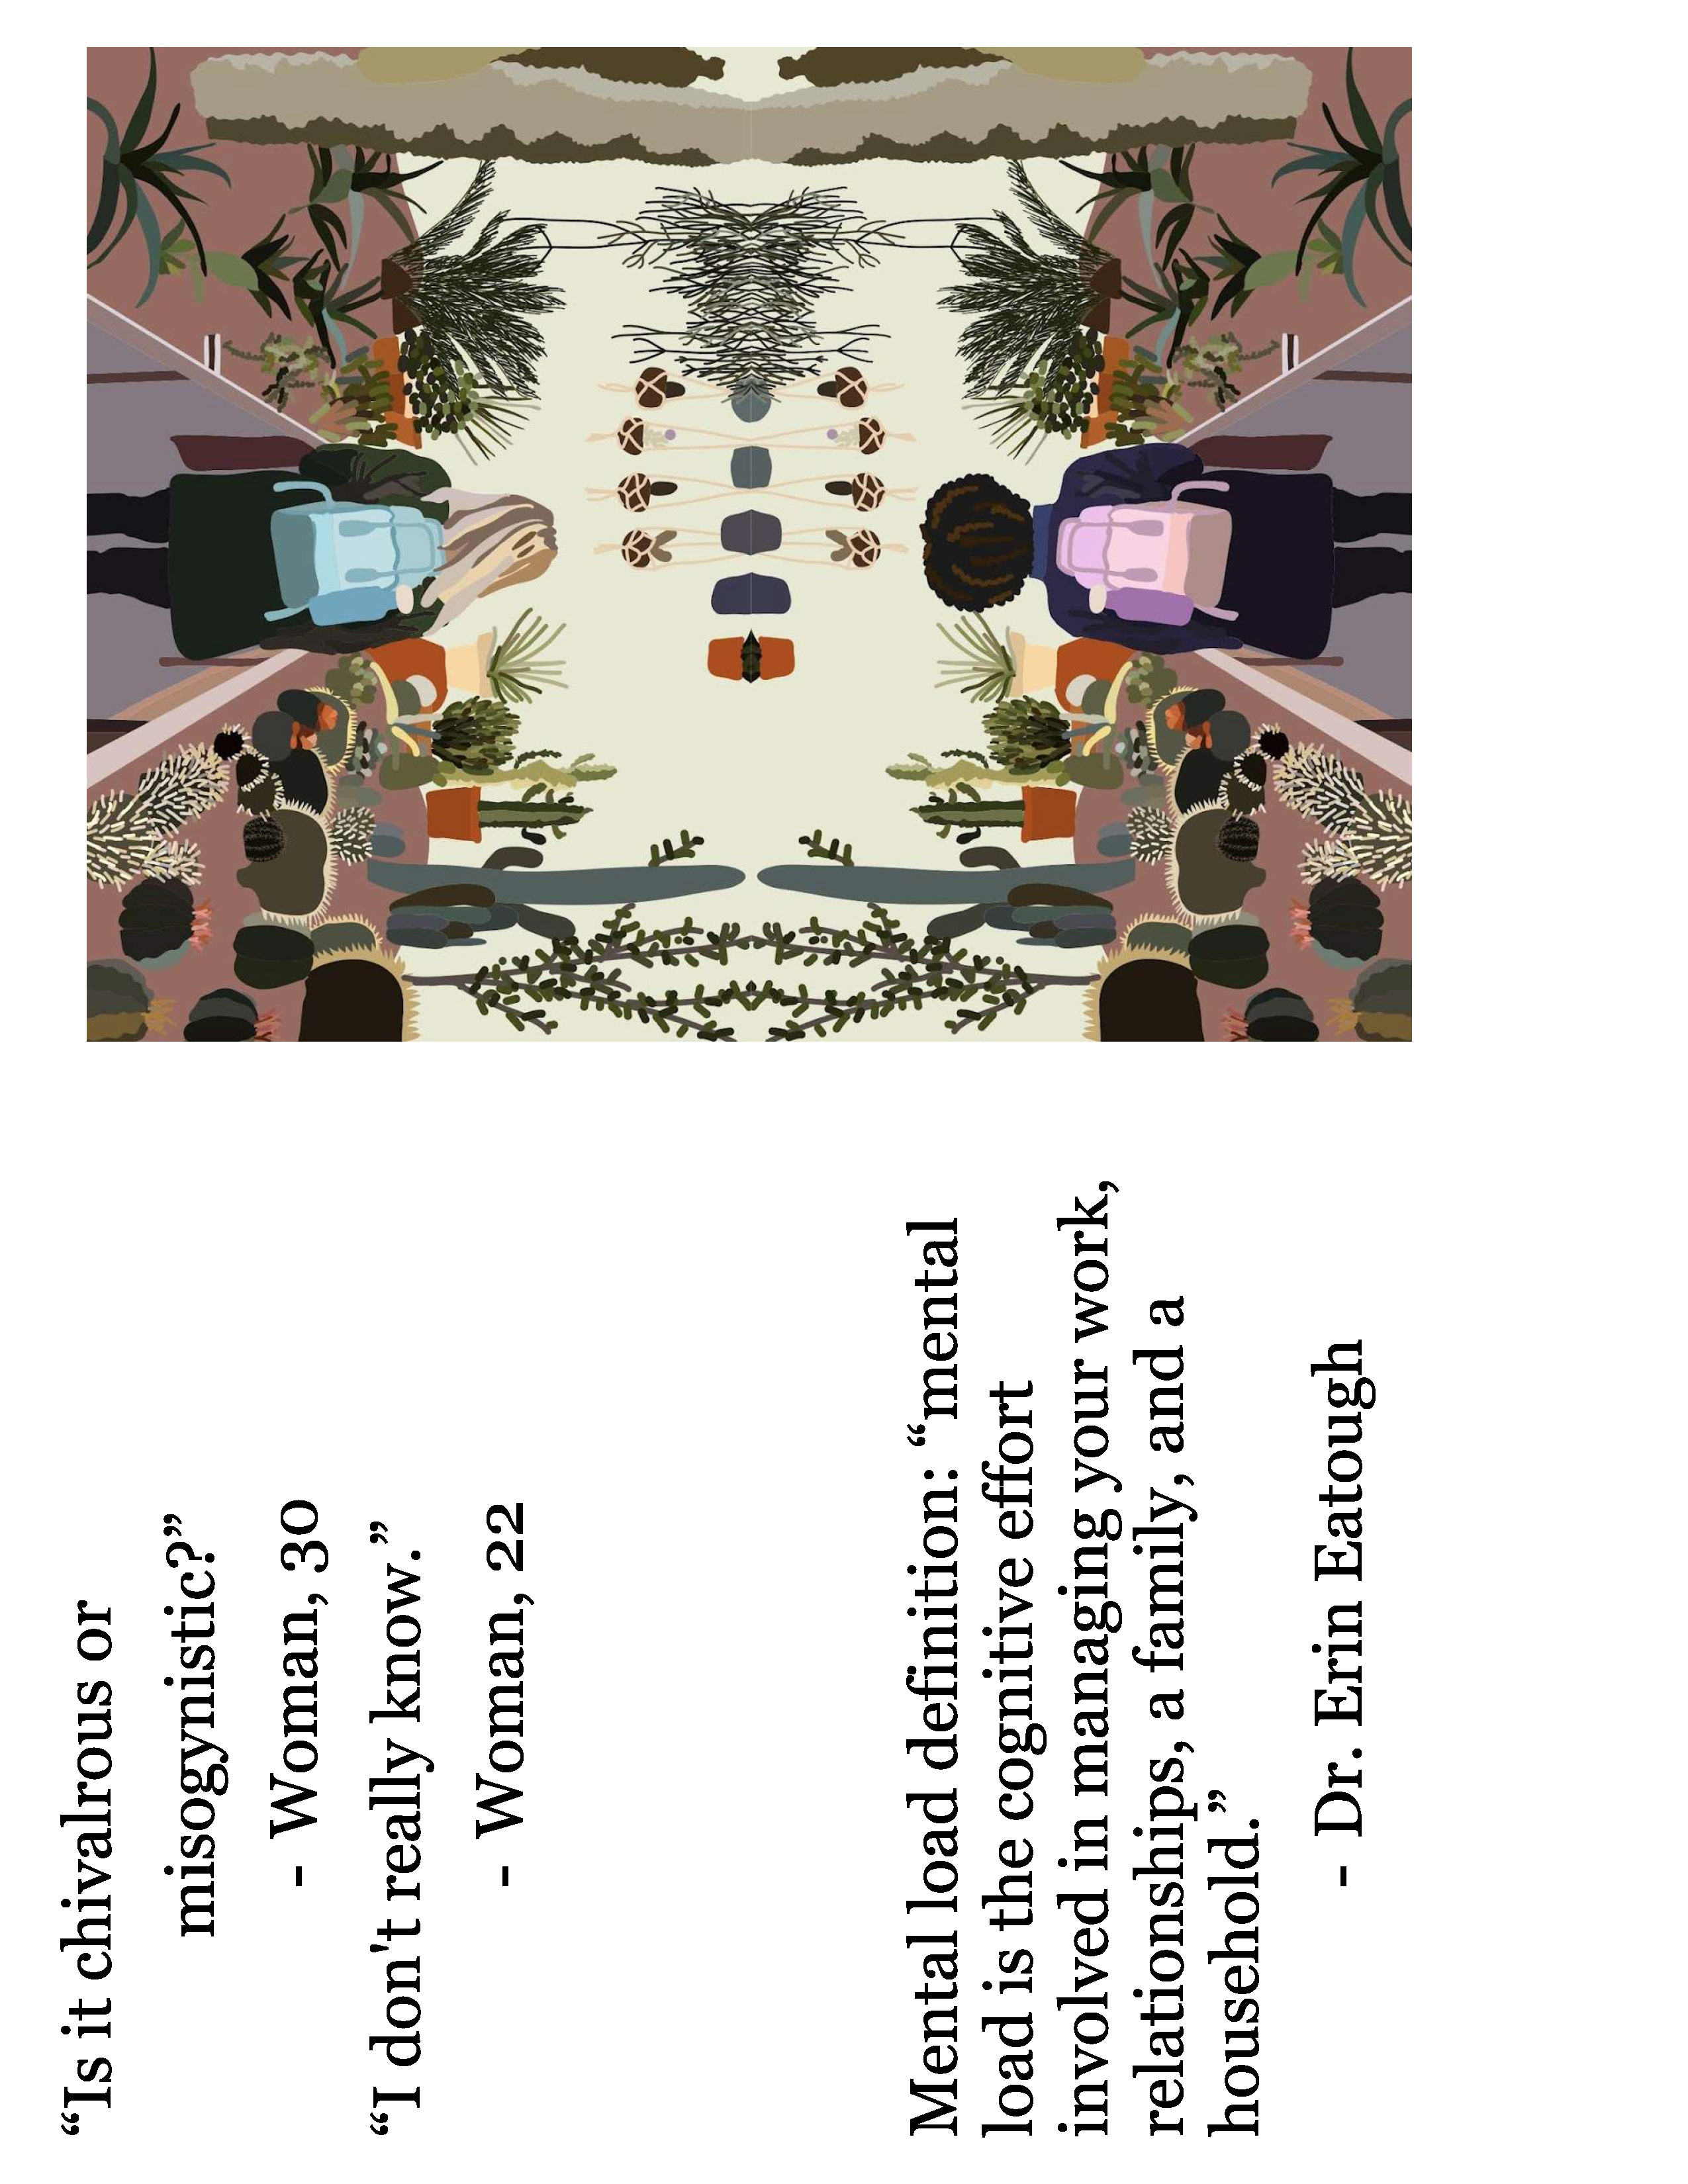 “Is it chivalrous or
misogynistic?”
- Woman, 30
“I don't really know.”
- Woman, 22
Mental load definition: “mental
load is the cognitive effort
involved in managing your work,
relationships, a family, and a
household.”
- Dr. Erin Eatough